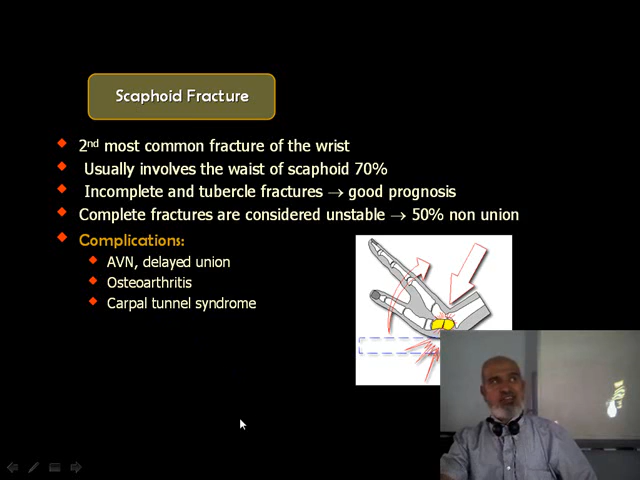 Scaphoid Fracture
2nd most common fracture of the wrist
Usually involves the waist of scaphoid 70%
Incomplete and tubercle fractures → good prognosis
Complete fractures are considered unstable → 50% non union
Complications:
AVN, delayed union
Osteoarthritis
Carpal tunnel syndrome